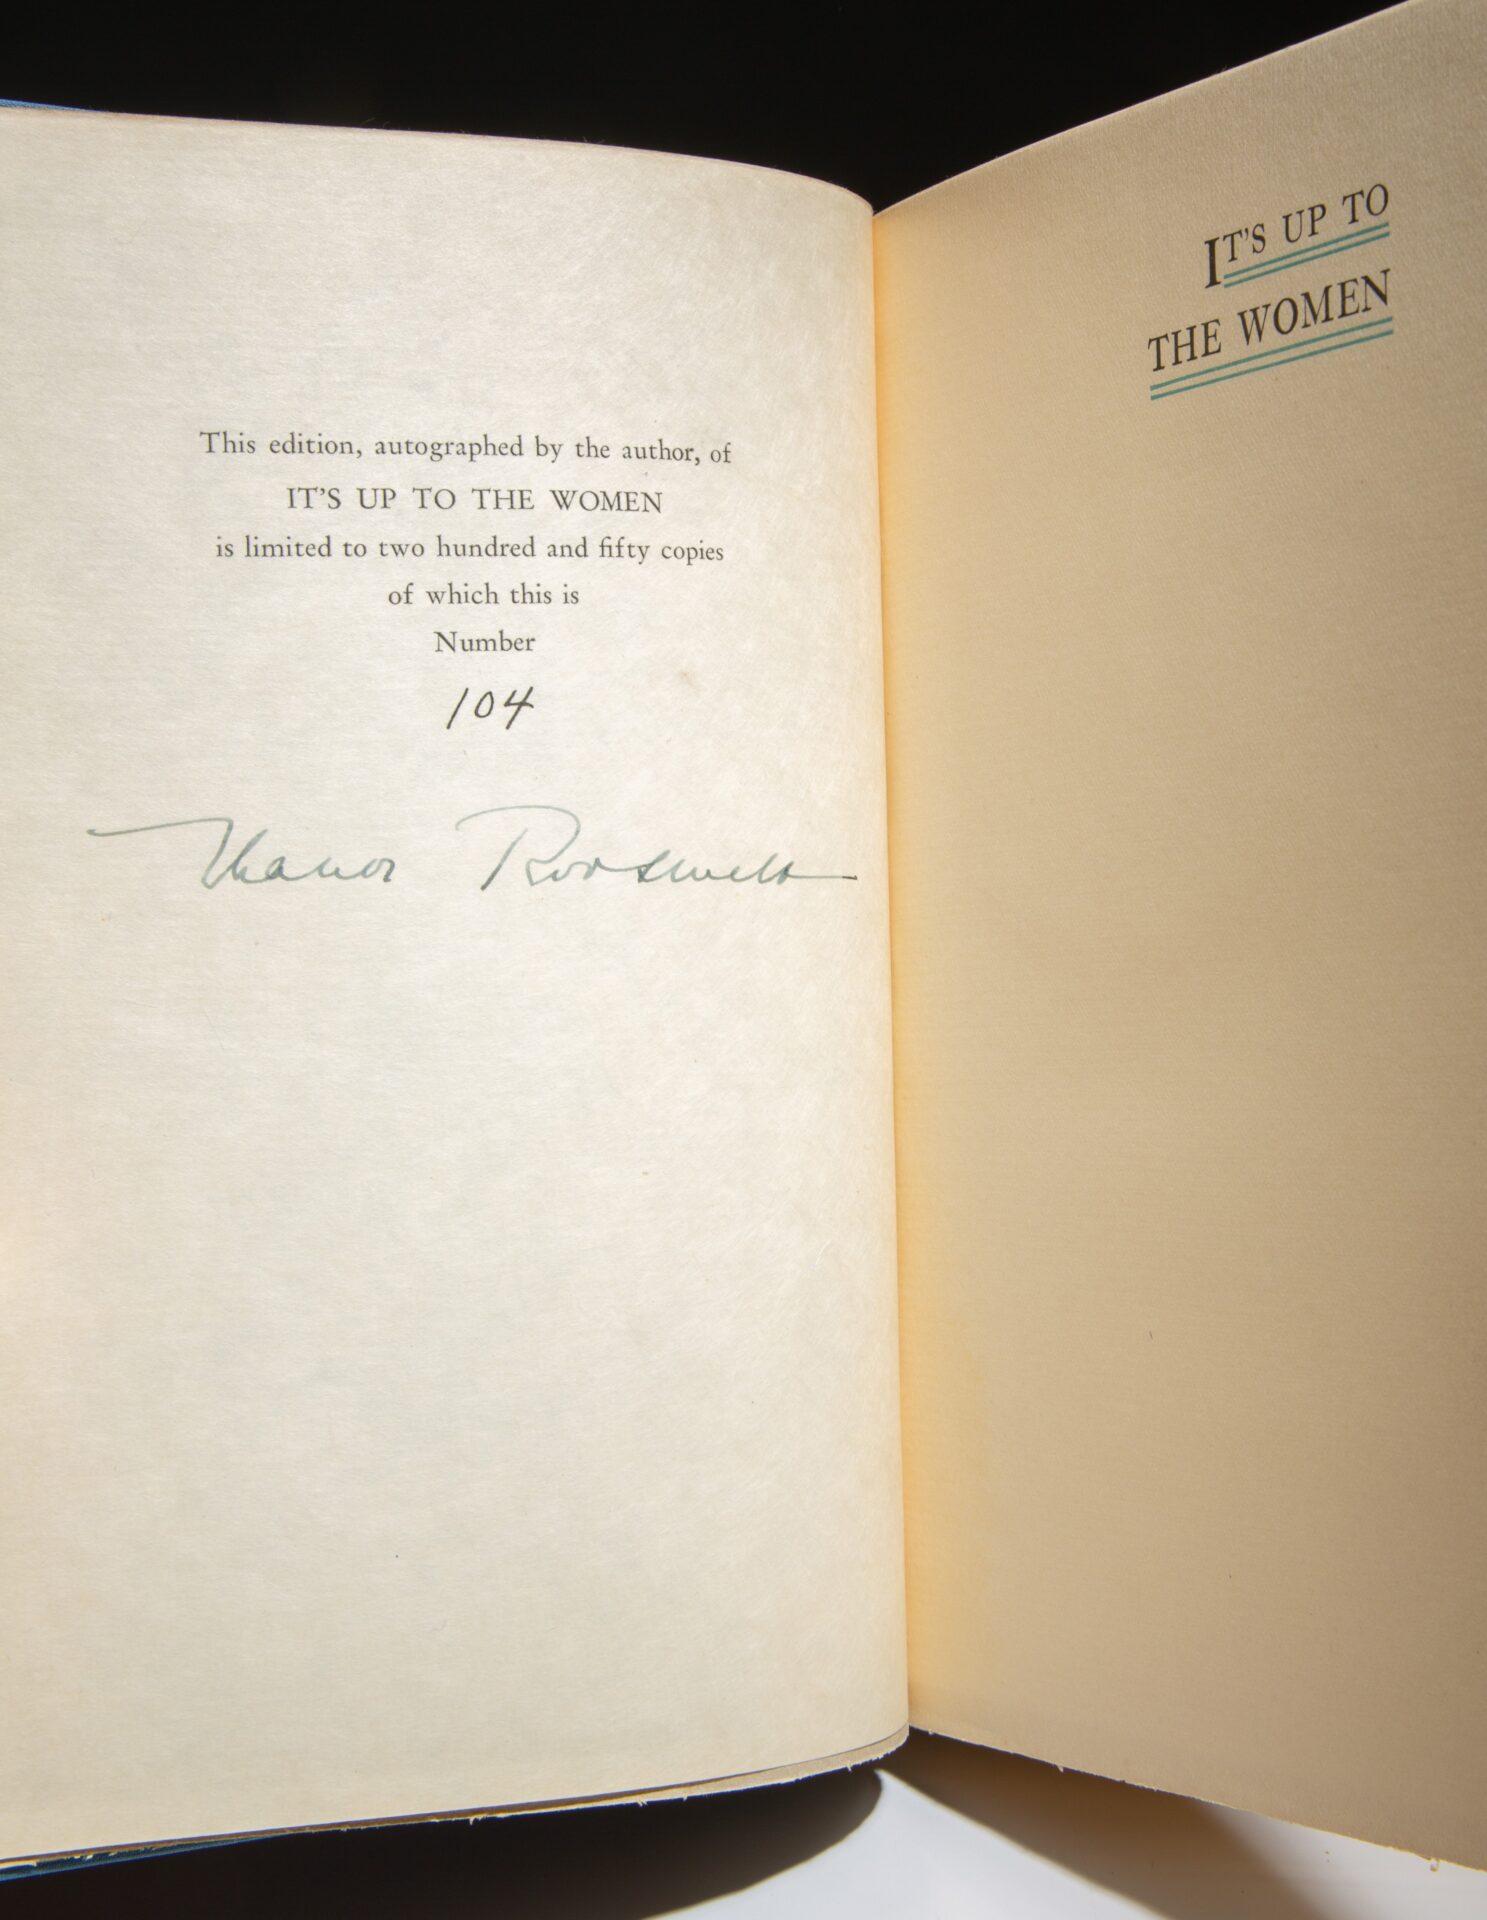 This edition, autographed by the author, of
IT'S UP TO THE WOMEN
is limited to two hundred and fifty copies
of which this is
Number
104
Eleanor Roosevelt
IT'S UP TO
THE WOMEN